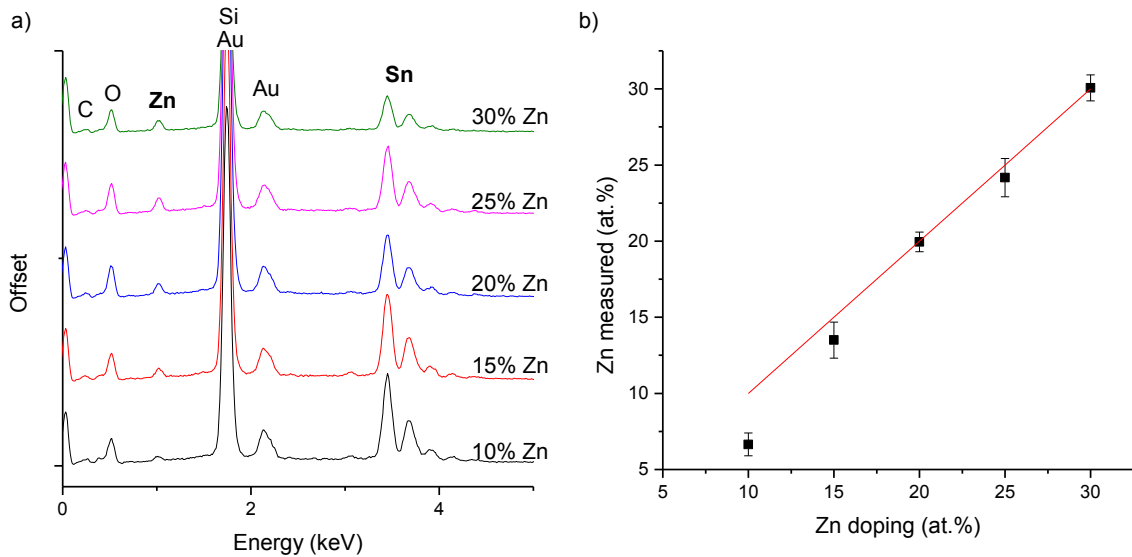 a)
Si
Au
C
O
Zn
Au
Sn
30% Zn
25% Zn
20% Zn
15% Zn
10% Zn
Offset
0
2
4
Energy (keV)
b)
30
25
20
15
10
5
Zn measured (at.%)
5
10
15
20
25
30
Zn doping (at.%)